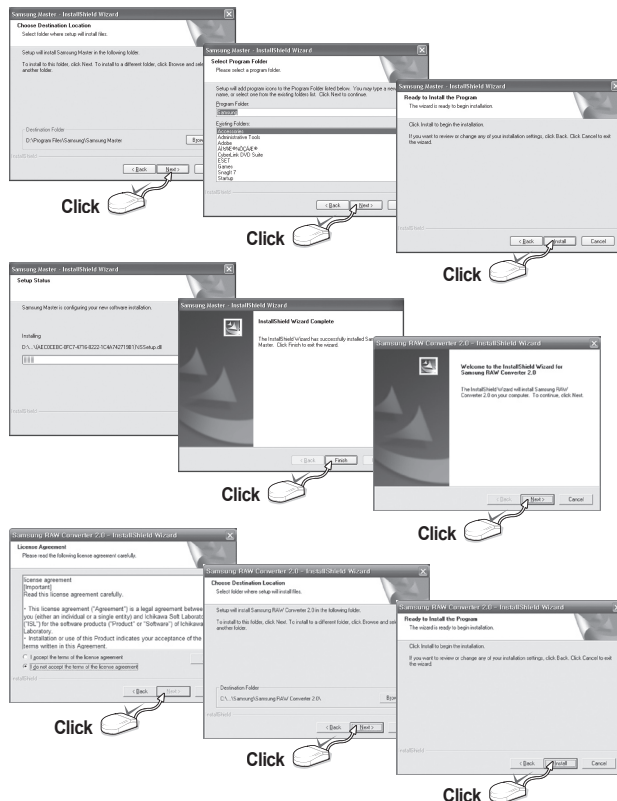 Samsung Master - InstallShield Wizard
Choose Destination Location
Select folder where setup will install files.
Setup will install Samsung Master in the following folder.
To install to this folder, click Next. To install to a different folder, click Browse and sele
another folder.
Destination Folder
D:\Program Files\Samsung\Samsung Master
Brow
InstallShield
< Back
Next >
Click
Samsung Master - InstallShield Wizard
Select Program Folder
Please select a program folder.
Setup will add program icons to the Program Folder listed below. You may type a new
name, or select one from the existing folders list. Click Next to continue.
Program Folder:
Samsung
Existing Folders:
Accessories
Administrative Tools
Adobe
CyberLink DVD Suite
ESET
Games
SnagIt 7
Startup
InstallShield
< Back
Next >
Click
Samsung Master - InstallShield Wizard
Ready to Install the Program
The wizard is ready to begin installation.
Click Install to begin the installation.
If you want to review or change any of your installation settings, click Back. Click Cancel to exit
the wizard.
InstallShield
< Back
Install
Cancel
Click
Samsung Master - InstallShield Wizard
Setup Status
Samsung Master is configuring your new software installation.
Installing
InstallShield
Samsung Master - InstallShield Wizard
InstallShield Wizard Complete
The InstallShield Wizard has successfully installed Sam
Master. Click Finish to exit the wizard.
< Back
Finish
Click
Samsung RAW Converter 2.0 - InstallShield Wizard
Welcome to the InstallShield Wizard for
Samsung RAW Converter 2.0
The InstallShield Wizard will install Samsung RAW
Converter 2.0 on your computer. To continue, click Next.
< Back
Next >
Cancel
Click
Samsung RAW Converter 2.0 - InstallShield Wizard
License Agreement
Please read the following license agreement carefully.
license agreement
[Important]
Read this license agreement carefully.
- This license agreement ("Agreement") is a legal agreement betwee
you (either an individual or a single entity) and Ichikawa Soft Laborato
("ISL") for the software products ("Product" or "Software") of Ichikawa
Laboratory.
- Installation or use of this Product indicates your acceptance of the
terms written in this Agreement.
I accept the terms of the license agreement
I do not accept the terms of the license agreement
InstallShield
< Back
Next >
Click
Samsung RAW Converter 2.0 - InstallShield Wizard
Choose Destination Location
Select folder where setup will install files.
Setup will install Samsung RAW Converter 2.0 in the following folder.
To install to this folder, click Next. To install to a different folder, click Browse and sel
another folder.
Destination Folder
C:\...\Samsung\Samsung RAW Converter 2.0\
Brow
InstallShield
< Back
Next >
Click
Samsung RAW Converter 2.0 - InstallShield Wizard
Ready to Install the Program
The wizard is ready to begin installation.
Click Install to begin the installation.
If you want to review or change any of your installation settings, click Back. Click Cancel to exit
the wizard.
InstallShield
< Back
Install
Cancel
Click